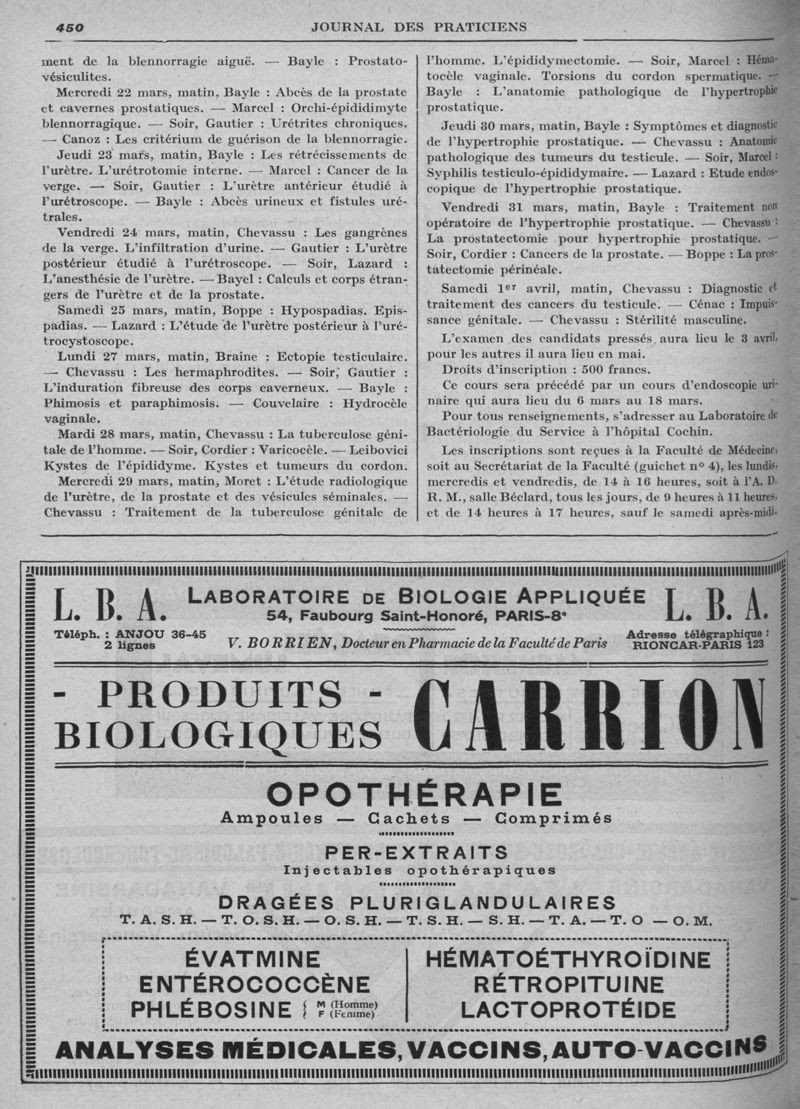 450
JOURNAL DES PRATICIENS
ment de la blennorragie aiguë. — Bayle : Prostato-
vésiculites.
Mercredi 22 mars, matin, Bayle : Abcès de la prostate
et cavernes prostatiques. — Marcel : Orchi-épididimyte
blennorragique. — Soir, Gautier : Urétrites chroniques.
— Canoz : Les critérium de guérison de la blennorragie.
Jeudi 23 mars, matin, Bayle : Les rétrécissements de
l'urètre. L'urétrotomie interne. — Marcel : Cancer de la
verge. — Soir, Gautier : L'urètre antérieur étudié à
l'urétroscope. — Bayle : Abcès urineux et fistules uré-
trales.
Vendredi 24 mars, matin, Chevassu : Les gangrènes
de la verge. L'infiltration d'urine. — Gautier : L'urètre
postérieur étudié à l'urétroscope. — Soir, Lazard :
L'anesthésie de l'urètre. — Bayel : Calculs et corps étran-
gers de l'urètre et de la prostate.
Samedi 25 mars, matin, Boppe : Hypospadias. Epis-
padias. — Lazard : L'étude de l'urètre postérieur à l'uré-
trocystoscope.
Lundi 27 mars, matin, Braine : Ectopie testiculaire.
— Chevassu : Les hermaphrodites. — Soir, Gautier :
L'induration fibreuse des corps caverneux. — Bayle :
Phimosis et paraphimosis. — Couvelaire : Hydrocèle
vaginale.
Mardi 28 mars, matin, Chevassu : La tuberculose géni-
tale de l'homme. — Soir, Cordier : Varicocèle. — Leibovici
Kystes de l'épididyme. Kystes et tumeurs du cordon.
Mercredi 29 mars, matin, Moret : L'étude radiologique
de l'urètre, de la prostate et des vésicules séminales. —
Chevassu : Traitement de la tuberculose génitale de
l'homme. L'épididymectomie. — Soir, Marcel : Héma-
tocèle vaginale. Torsions du cordon spermatique. —
Bayle : L'anatomie pathologique de l'hypertrophie
prostatique.
Jeudi 30 mars, matin, Bayle : Symptômes et diagnostic
de l'hypertrophie prostatique. — Chevassu : Anatomie
pathologique des tumeurs du testicule. — Soir, Marcel :
Syphilis testiculo-épididymaire. — Lazard : Etude endos-
copique de l'hypertrophie prostatique.
Vendredi 31 mars, matin, Bayle : Traitement non
opératoire de l'hypertrophie prostatique. — Chevassu :
La prostatectomie pour hypertrophie prostatique. —
Soir, Cordier : Cancers de la prostate. — Boppe : La pros-
tatectomie périnéale.
Samedi 1er avril, matin, Chevassu : Diagnostic et
traitement des cancers du testicule. — Cénac : Impuis-
sance génitale. — Chevassu : Stérilité masculine.
L'examen des candidats pressés aura lieu le 3 avril,
pour les autres il aura lieu en mai.
Droits d'inscription : 500 francs.
Ce cours sera précédé par un cours d'endoscopie uri-
naire qui aura lieu du 6 mars au 18 mars.
Pour tous renseignements, s'adresser au Laboratoire de
Bactériologie du Service à l'hôpital Cochin.
Les inscriptions sont reçues à la Faculté de Médecine,
soit au Secrétariat de la Faculté (guichet n° 4), les lundis,
mercredis et vendredis, de 14 à 16 heures, soit à l'A. D.
R. M., salle Béclard, tous les jours, de 9 heures à 11 heures,
et de 14 heures à 17 heures, sauf le samedi après-midi.
L. B. A. LABORATOIRE DE BIOLOGIE APPLIQUÉE L. B. A.
54, Faubourg Saint-Honoré, PARIS-8e
Téléph. : ANJOU 36-45
2 lignes
V. BORRIEN, Docteur en Pharmacie de la Faculté de Paris
Adresse télégraphique :
RIONCAR-PARIS 123
- PRODUITS -
BIOLOGIQUES
CARRION
OPOTHÉRAPIE
Ampoules — Cachets — Comprimés
PER-EXTRAITS
Injectables opothérapiques
DRAGÉES PLURIGLANDULAIRES
T. A. S. H. — T. O. S. H. — O. S. H. — T. S. H. — S. H. — T. A. — T. O — O. M.
ÉVATMINE
ENTÉROCOCCÈNE
PHLÉBOSINE { M (Homme)
F (Femme)
HÉMATOÉTHYROÏDINE
RÉTROPITUINE
LACTOPROTÉIDE
ANALYSES MÉDICALES, VACCINS, AUTO-VACCINS